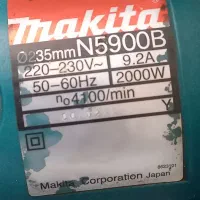 makita
Ø235mm N5900B
220-230V~ 9.2A
50-60Hz 2000W
n₀4100/min
Y
Makita Corporation Japan